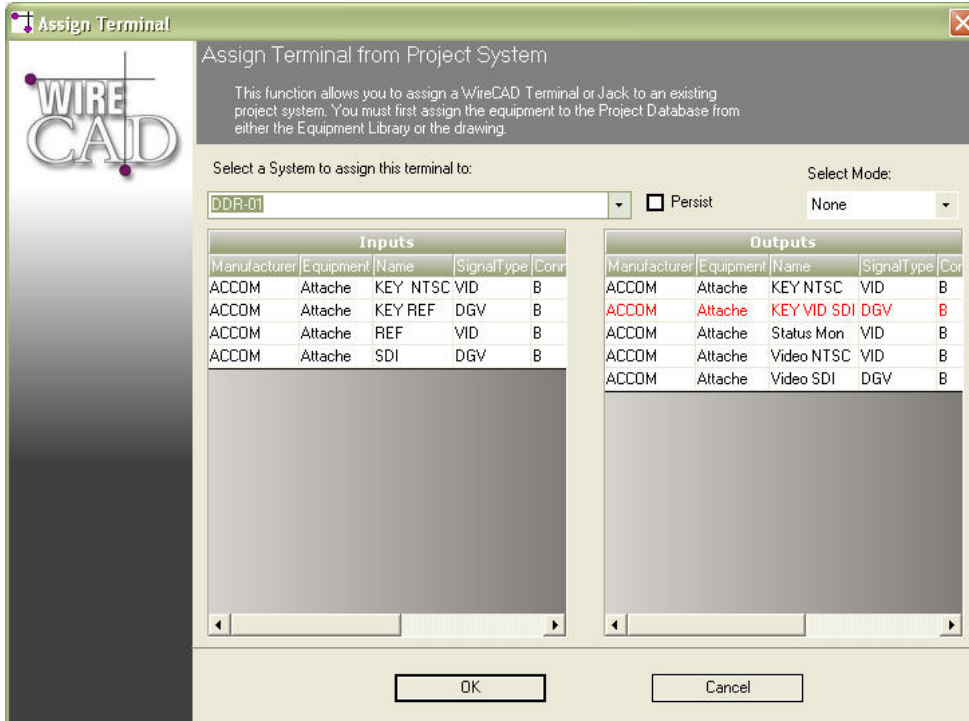 Assign Terminal
WIRE
CAD
Assign Terminal from Project System
This function allows you to assign a WireCAD Terminal or Jack to an existing
project system. You must first assign the equipment to the Project Database from
either the Equipment Library or the drawing.
Select a System to assign this terminal to:
Select Mode:
DDR-01
Persist
None
Inputs
Manufacturer Equipment Name SignalType Conn
ACCOM Attache KEY NTSC VID B
ACCOM Attache KEY REF DGV B
ACCOM Attache REF VID B
ACCOM Attache SDI DGV B
Outputs
Manufacturer Equipment Name SignalType Cor
ACCOM Attache KEY NTSC VID B
ACCOM Attache KEY VID SDI DGV B
ACCOM Attache Status Mon VID B
ACCOM Attache Video NTSC VID B
ACCOM Attache Video SDI DGV B
OK
Cancel